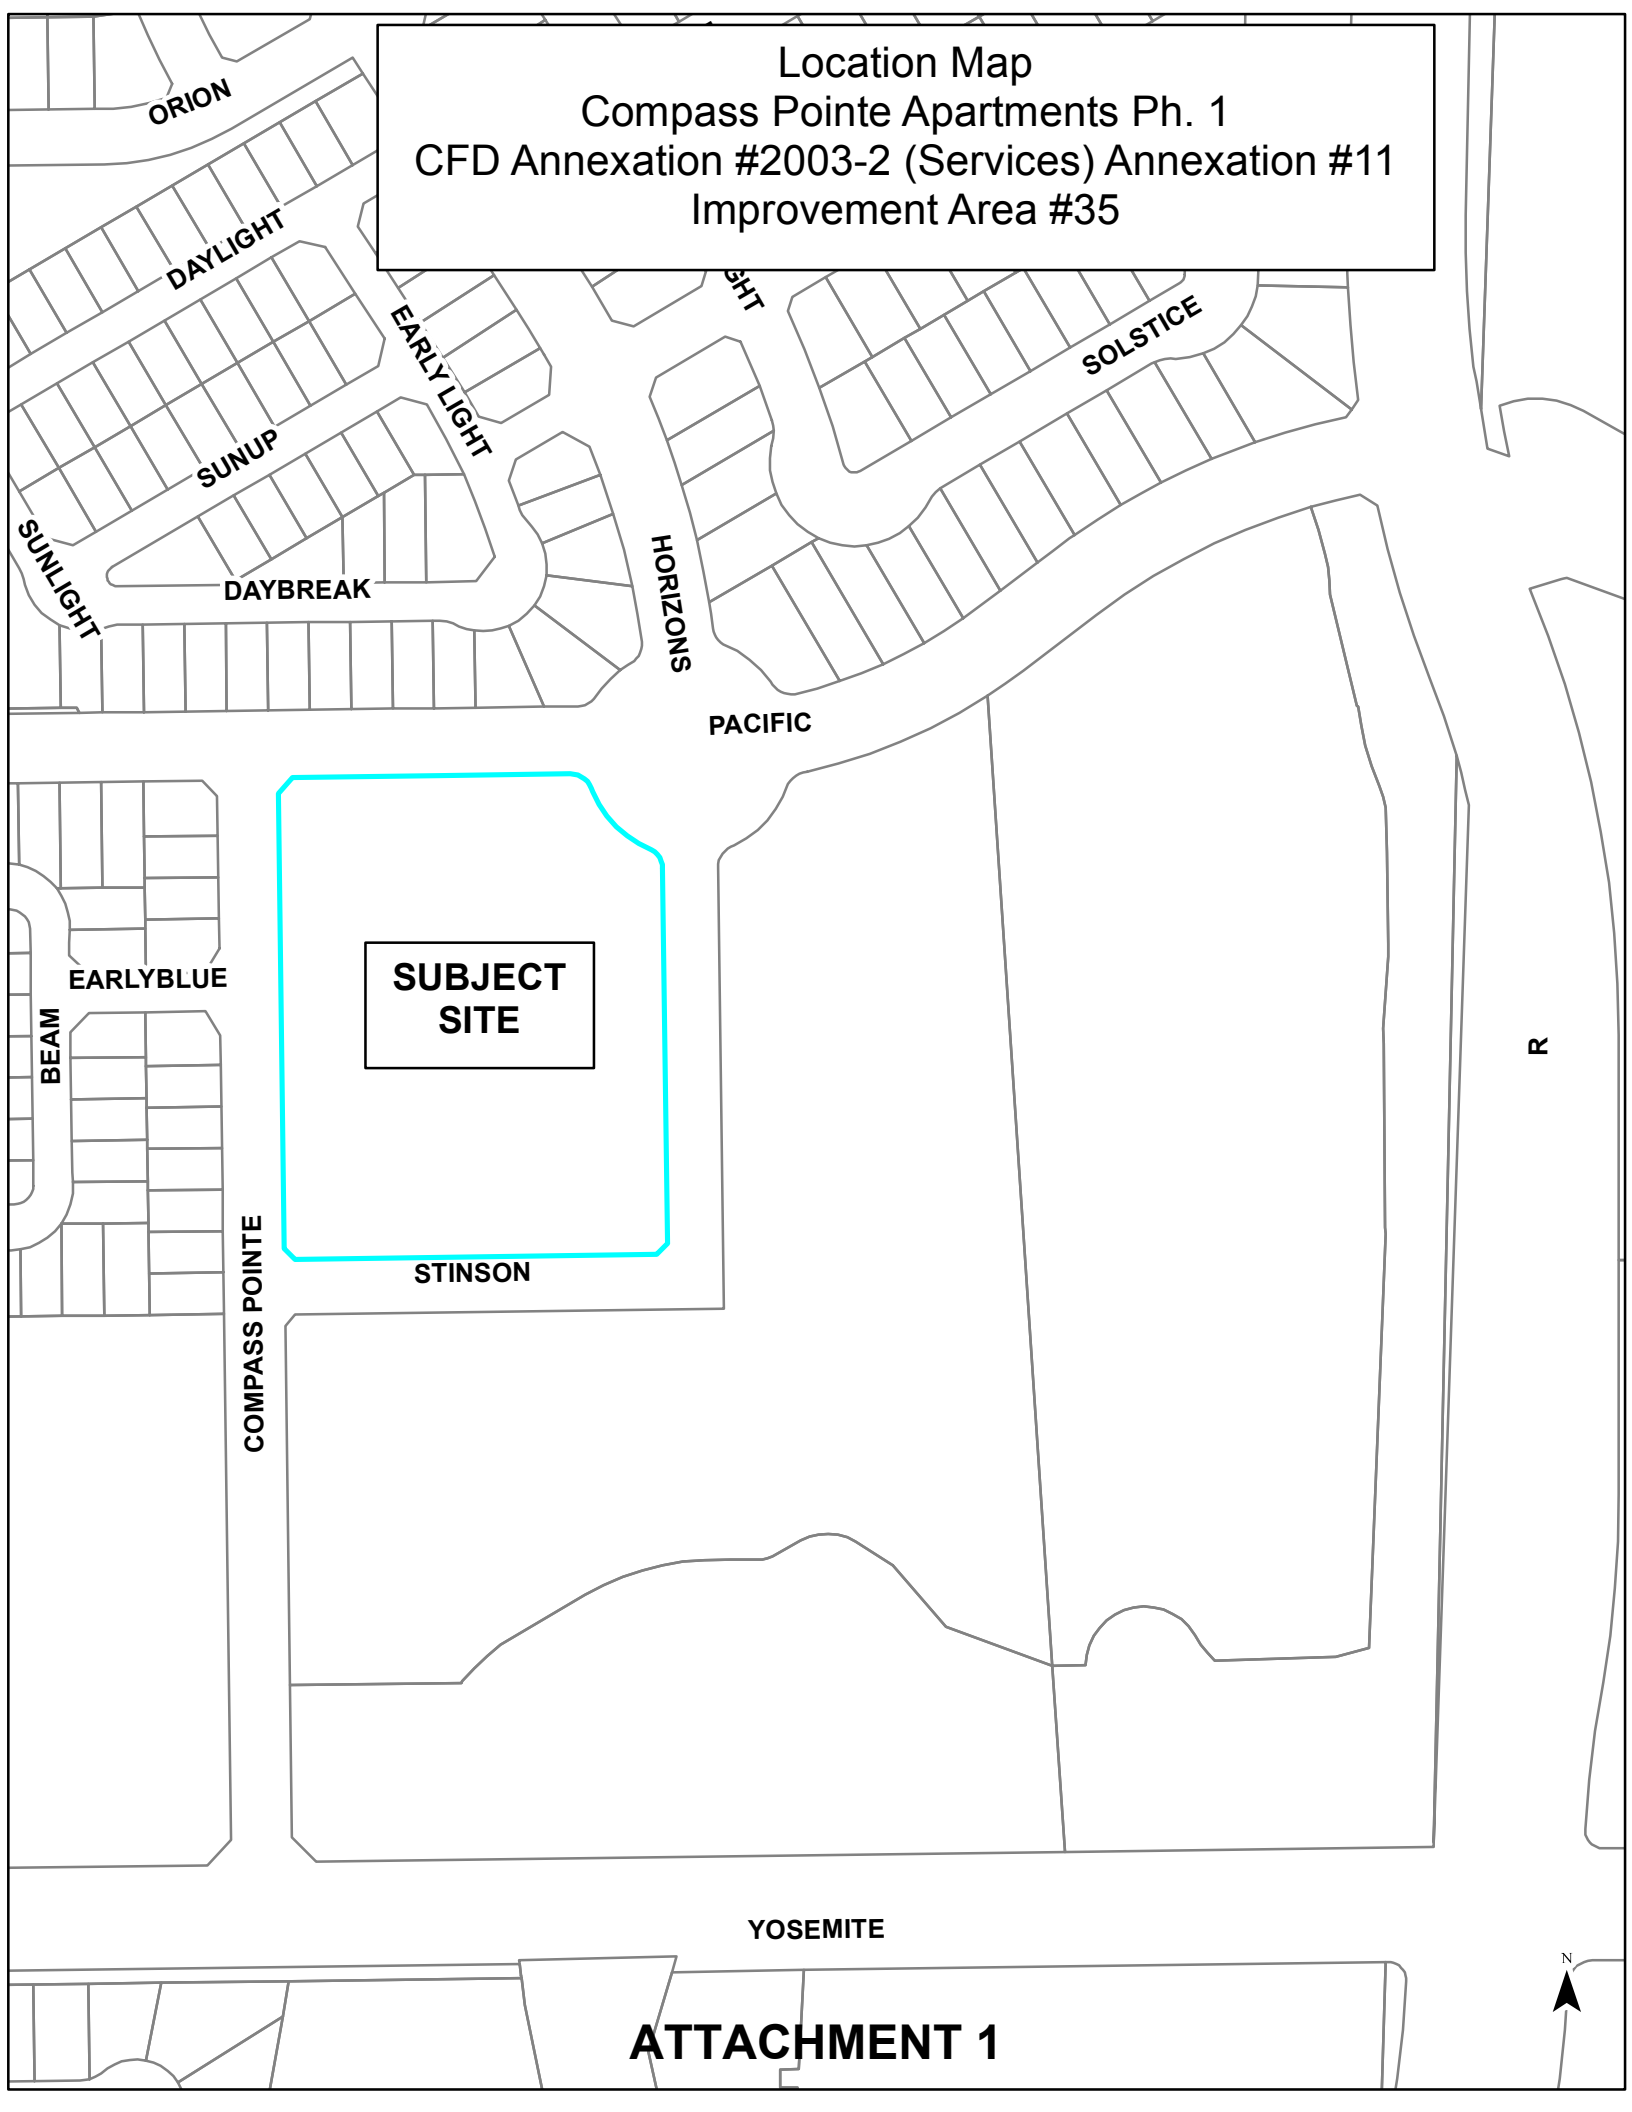 Location Map
Compass Pointe Apartments Ph. 1
CFD Annexation #2003-2 (Services) Annexation #11
Improvement Area #35
ORION
DAYLIGHT
EARLY LIGHT
SOLSTICE
SUNUP
SUNLIGHT
DAYBREAK
HORIZONS
PACIFIC
EARLYBLUE
SUBJECT
SITE
BEAM
R
STINSON
COMPASS POINTE
YOSEMITE
N
ATTACHMENT 1